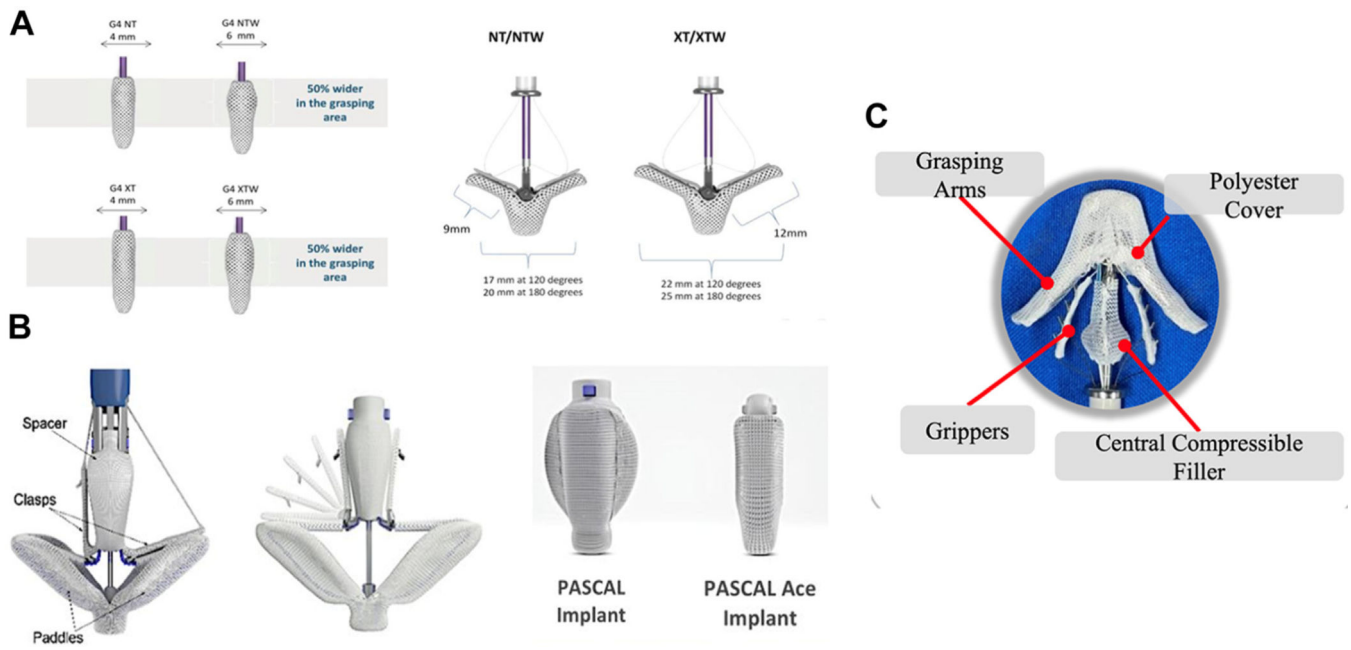 A
G4 NT
4 mm
G4 NTW
6 mm
50% wider
in the grasping
area
G4 XT
4 mm
G4 XTW
6 mm
50% wider
in the grasping
area
NT/NTW
XT/XTW
9mm
12mm
17 mm at 120 degrees
20 mm at 180 degrees
22 mm at 120 degrees
25 mm at 180 degrees
B
Spacer
Clasps
Paddles
PASCAL
Implant
PASCAL Ace
Implant
C
Grasping
Arms
Polyester
Cover
Grippers
Central Compressible
Filler